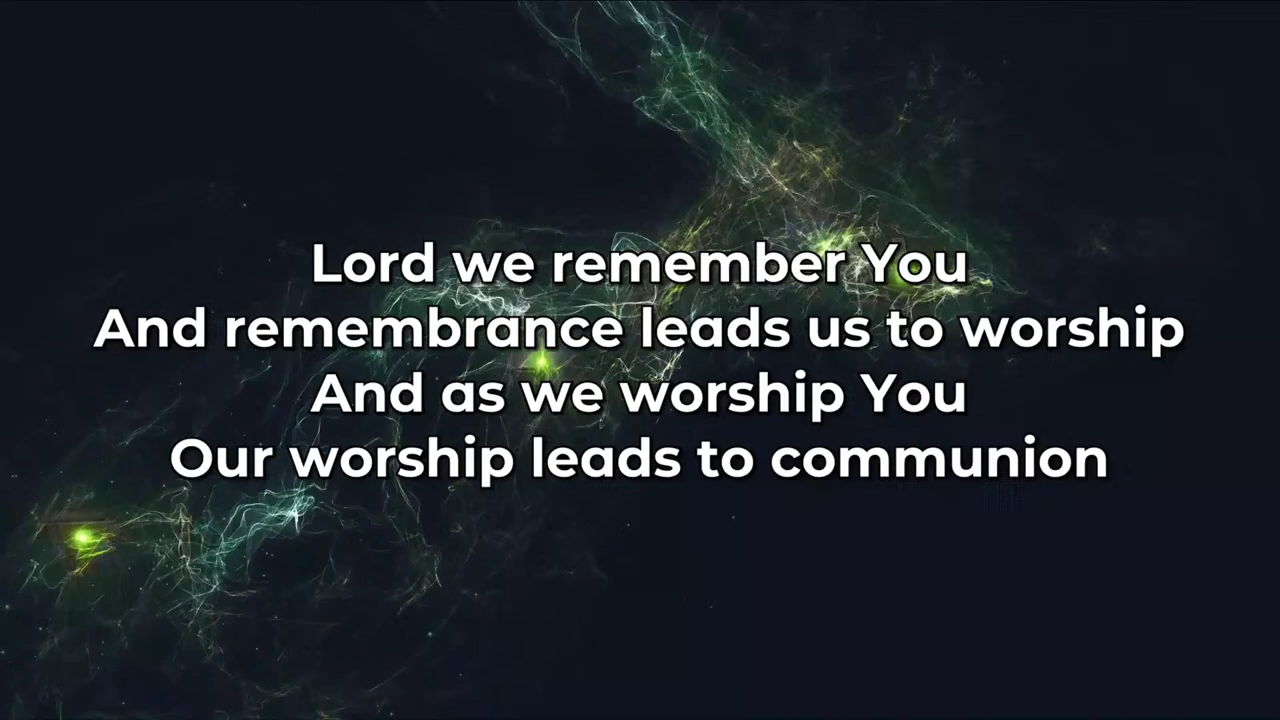 Lord we remember You
And remembrance leads us to worship
And as we worship You
Our worship leads to communion